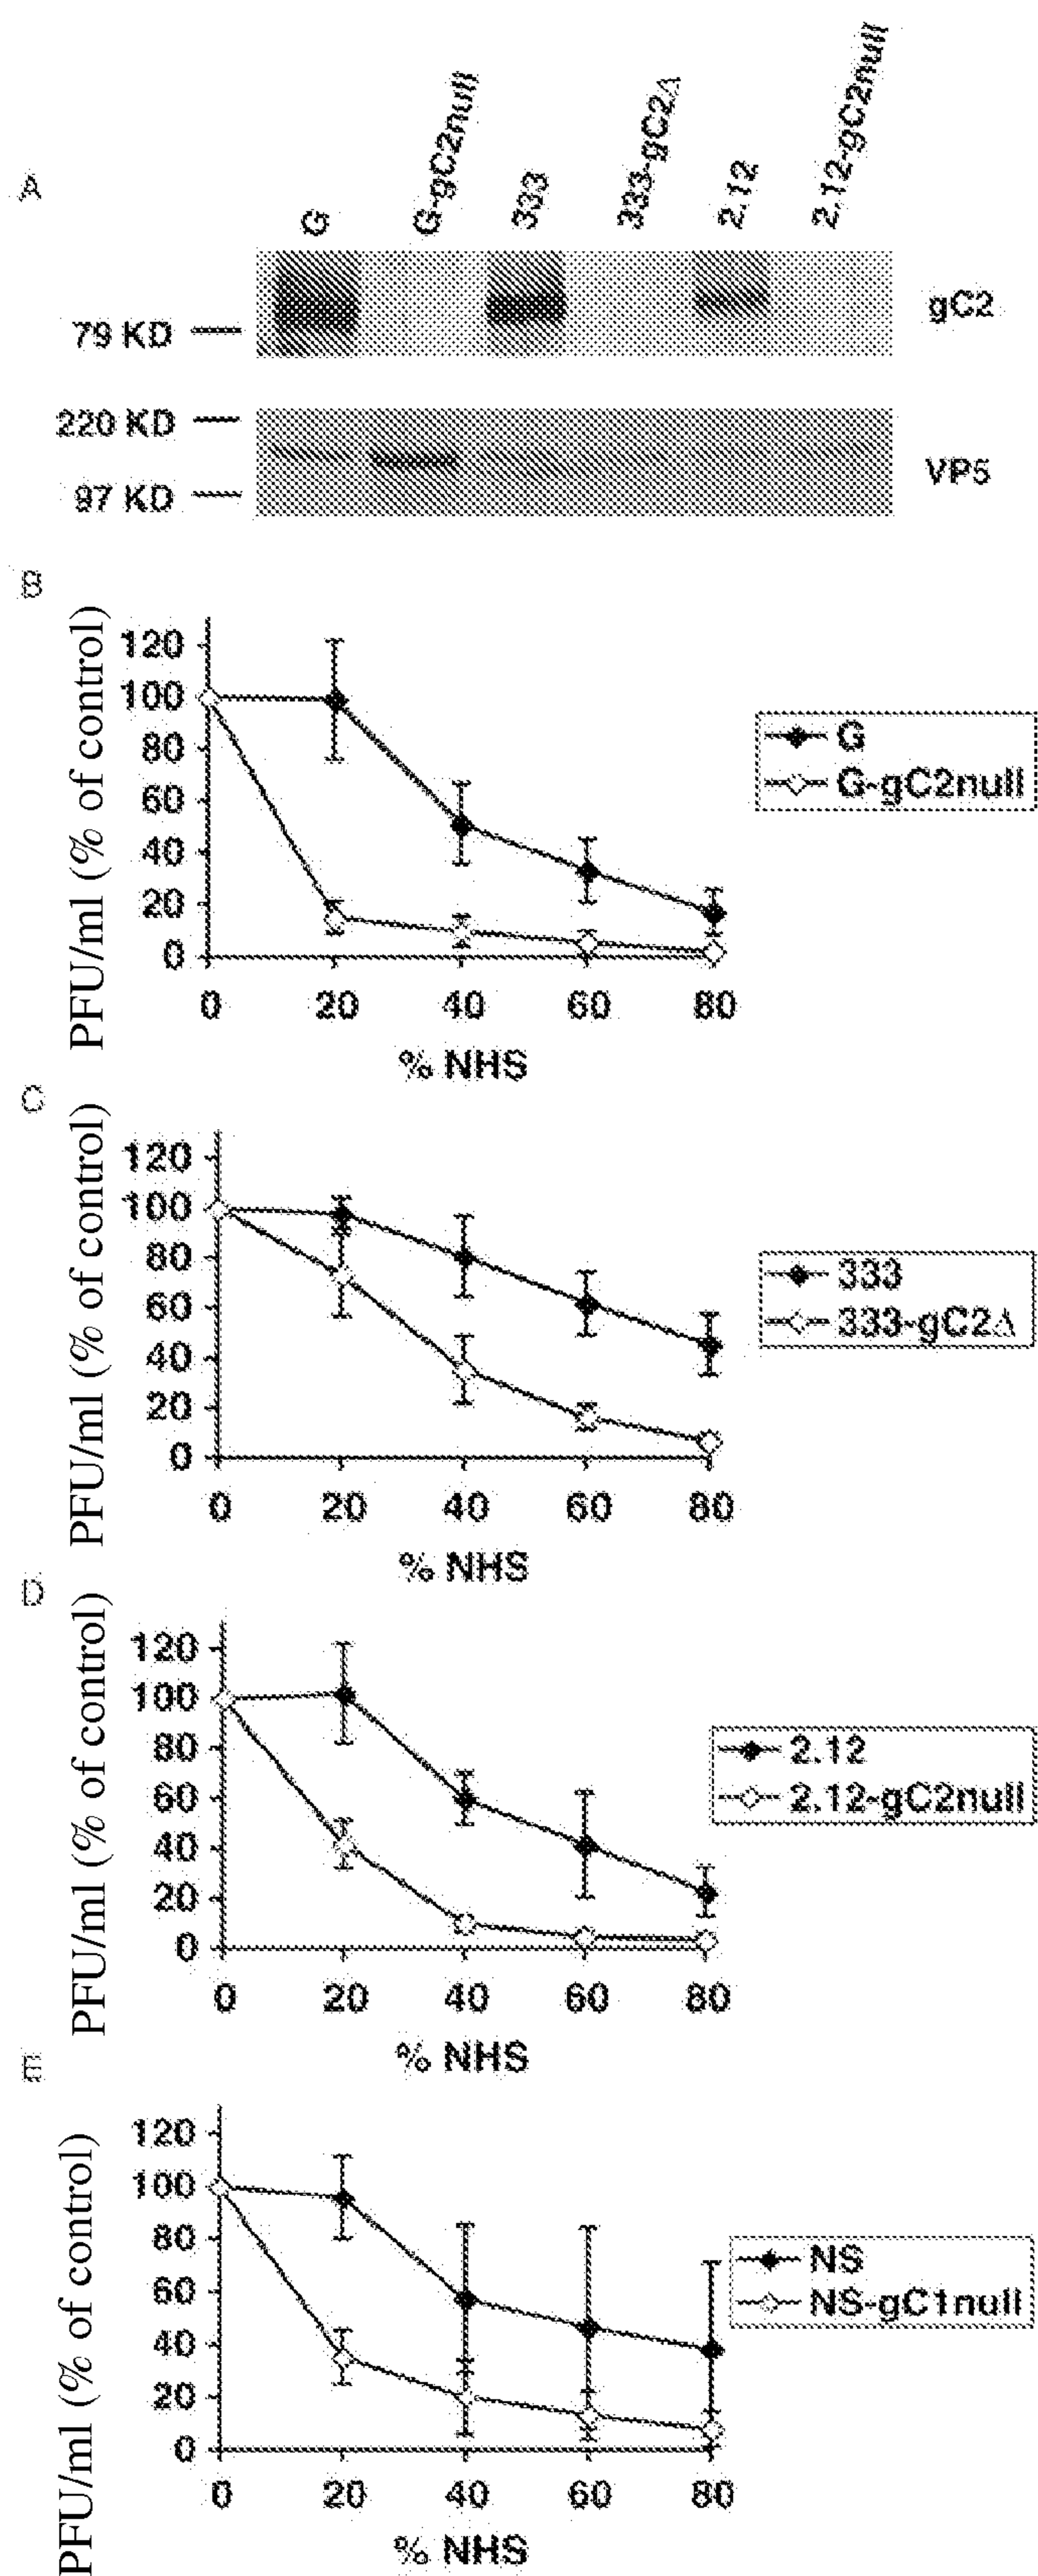 A
G
G-gC2null
333
333-gC2Δ
2.12
2.12-gC2null
gC2
79 KD
220 KD
97 KD
VP5
B
PFU/ml (% of control)
120
100
80
60
40
20
0
0 20 40 60 80
% NHS
G
G-gC2null
C
PFU/ml (% of control)
120
100
80
60
40
20
0
0 20 40 60 80
% NHS
333
333-gC2Δ
D
PFU/ml (% of control)
120
100
80
60
40
20
0
0 20 40 60 80
% NHS
2.12
2.12-gC2null
E
PFU/ml (% of control)
120
100
80
60
40
20
0
0 20 40 60 80
% NHS
NS
NS-gC1null